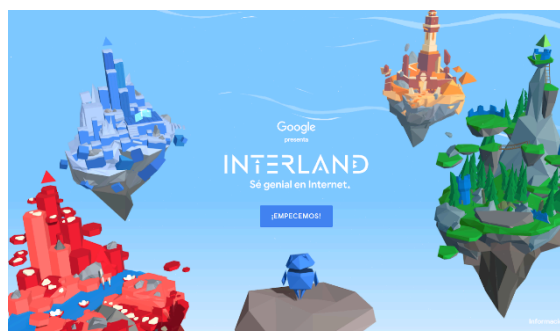 Google
presenta
INTERLAND
Sé genial en Internet.
¡EMPECEMOS!